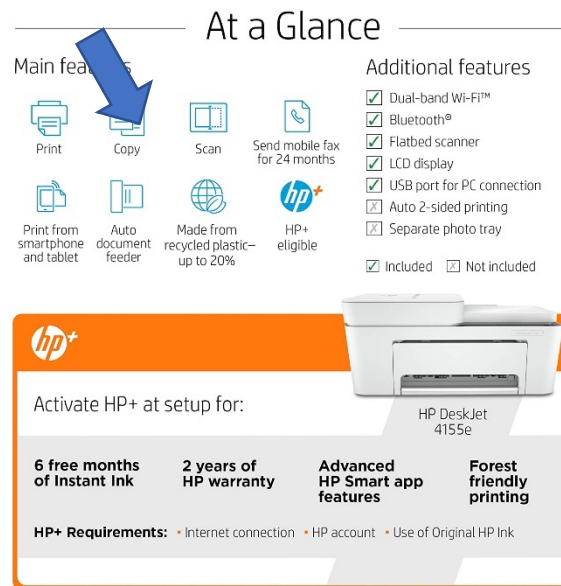 At a Glance
Main features
Print
Copy
Scan
Send mobile fax
for 24 months
Print from
smartphone
and tablet
Auto
document
feeder
Made from
recycled plastic–
up to 20%
hp+
HP+
eligible
Additional features
Dual-band Wi-Fi™
Bluetooth®
Flatbed scanner
LCD display
USB port for PC connection
Auto 2-sided printing
Separate photo tray
Included Not included
hp+
Activate HP+ at setup for:
HP DeskJet
4155e
6 free months
of Instant Ink
2 years of
HP warranty
Advanced
HP Smart app
features
Forest
friendly
printing
HP+ Requirements: • Internet connection • HP account • Use of Original HP Ink